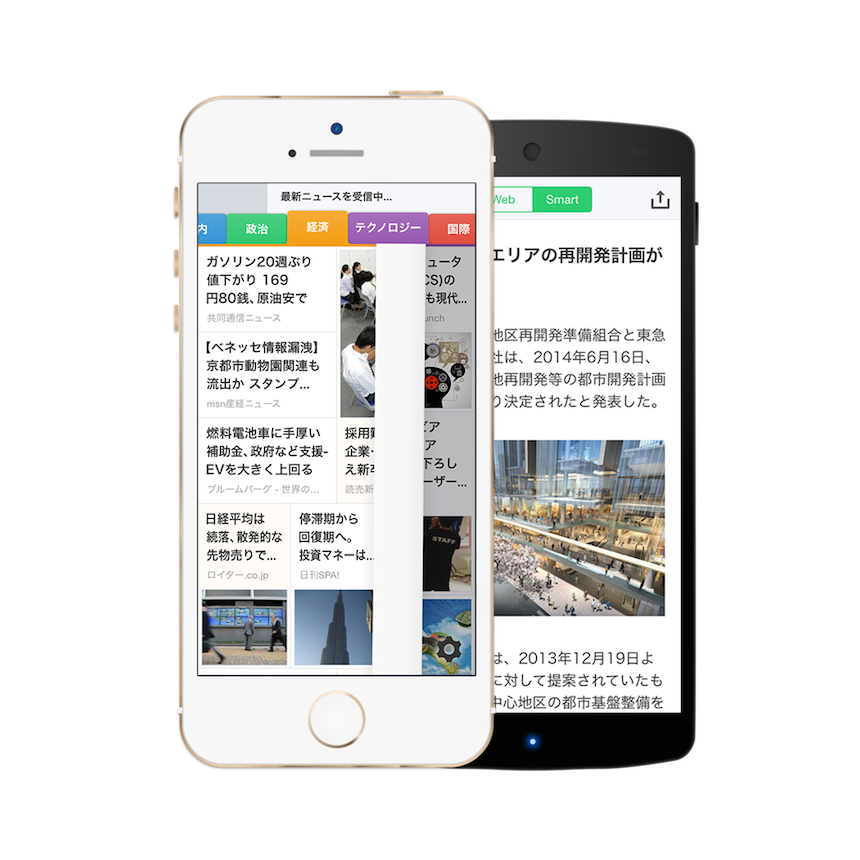 最新ニュースを受信中...
内
政治
経済
テクノロジー
国際
ガソリン20週ぶり
値下がり 169
円80銭、原油安で
共同通信ニュース
【ベネッセ情報漏洩】
京都市動物園関連も
流出か スタンプ...
msn産経ニュース
燃料電池車に手厚い
補助金、政府など支援-
EVを大きく上回る
ブルームバーグ - 世界の...
採用難
企業・
え新卒
読売新
日経平均は
続落、散発的な
先物売りで...
ロイター.co.jp
停滞期から
回復期へ。
投資マネーは...
日刊SPA!
ュータ
CS)の
も現代...
unch
ビア
ア
下ろし
ーザー...
STAFF
Web
Smart
エリアの再開発計画が
地区再開発準備組合と東急
社は、2014年6月16日、
地再開発等の都市開発計画
り決定されたと発表した。
は、2013年12月19日よ
に対して提案されていたも
中心地区の都市基盤整備を